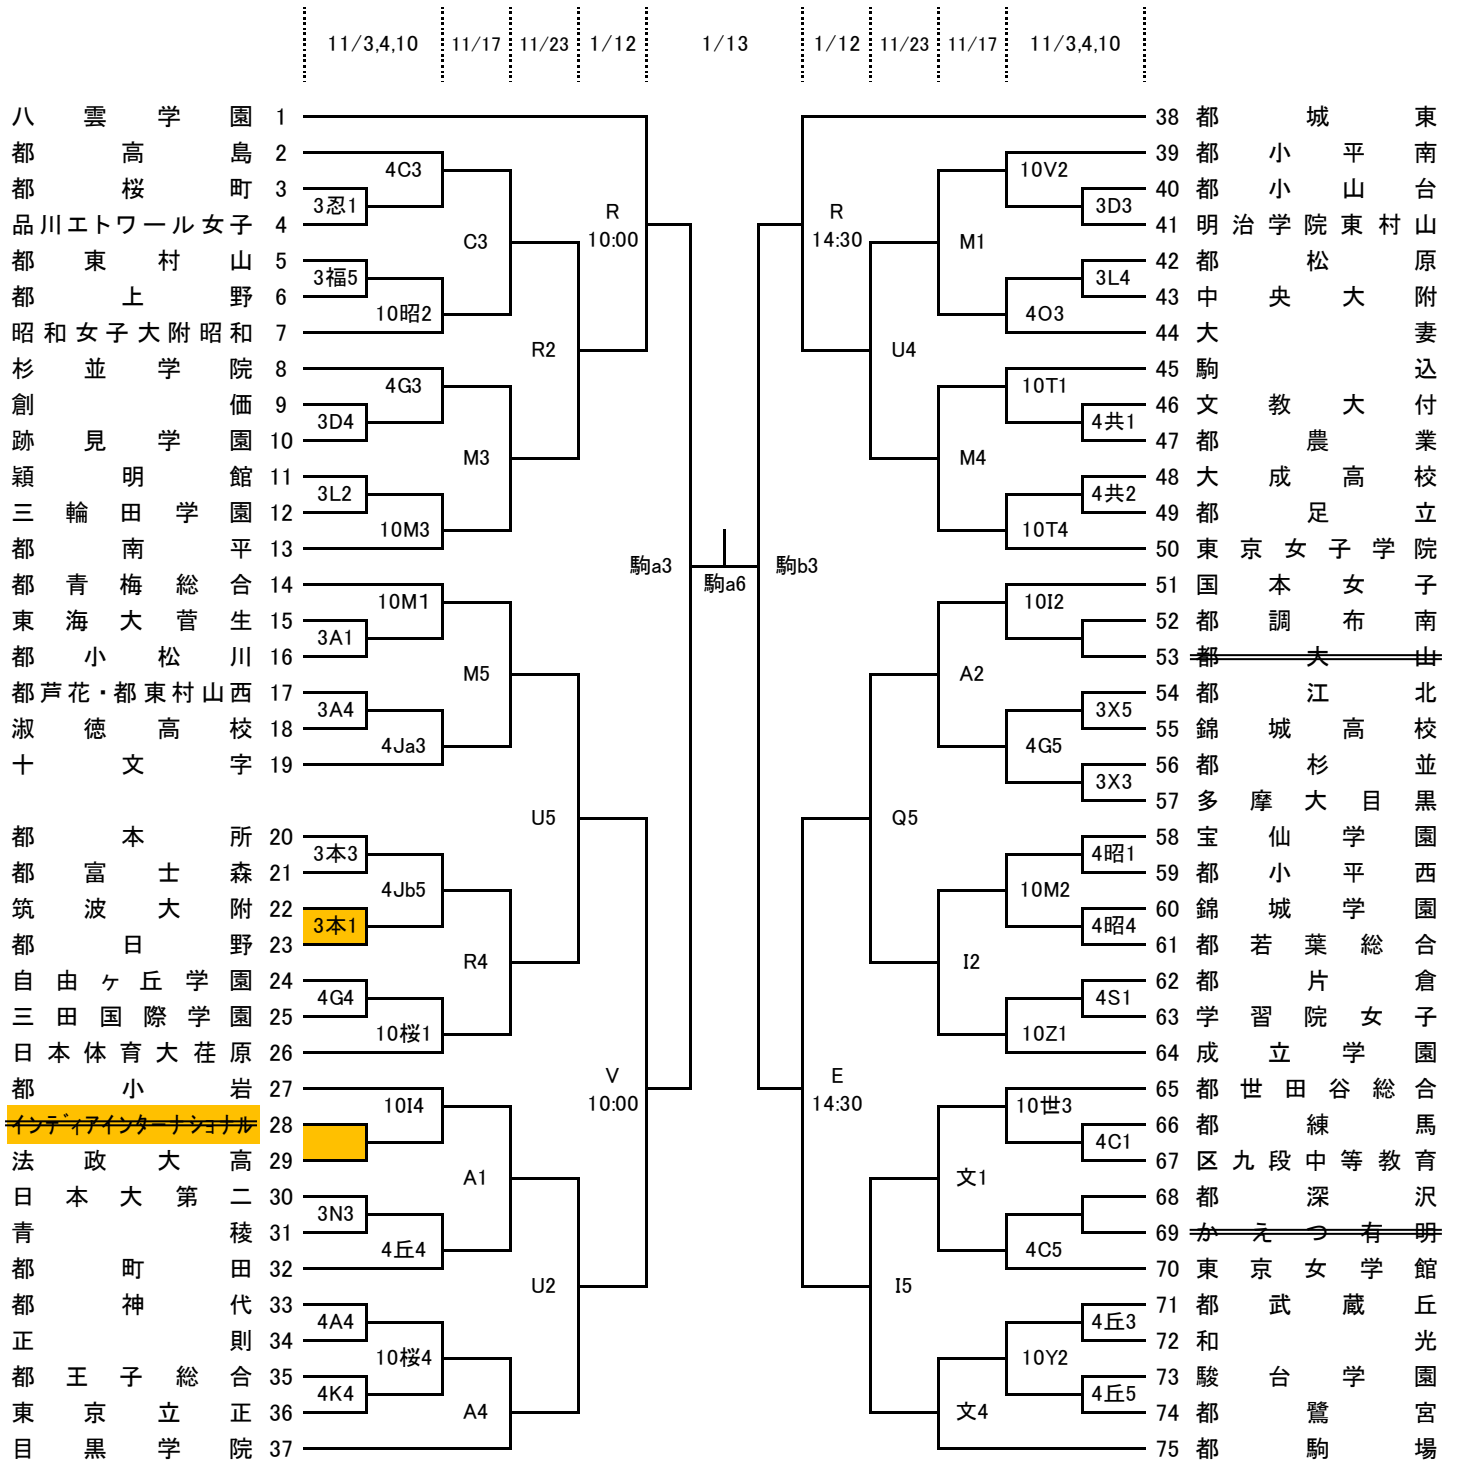 11/3,4,10 11/17 11/23 1/12 1/13 1/12 11/23 11/17 11/3,4,10
八雲学園 1 38 都城東
都高島 2 39 都小平南
4C3 10V2
都桜町 3 40 都小山台
3忍1 R R 3D3
品川エトワール女子 4 41 明治学院東村山
10:00 C3 14:30 M1
都東村山 5 42 都松原
3福5 3L4
都上野 6 43 中央大附
10昭2 4O3
昭和女子大附昭和 7 44 大妻
R2 U4
杉並学院 8 45 駒込
4G3 10T1
創価 9 46 文教大付
3D4 4共1
跡見学園 10 47 都農業
M3 M4
穎明館 11 48 大成高校
3L2 4共2
三輪田学園 12 49 都足立
10M3 10T4
都南平 13 50 東京女子学院
駒a3 駒a6 駒b3
都青梅総合 14 51 国本女子
10M1 10I2
東海大菅生 15 52 都調布南
3A1
都小松川 16 53 都大山
M5 A2
都芦花・都東村山西 17 54 都江北
3A4 3X5
淑徳高校 18 55 錦城高校
4Ja3 4G5
十文字 19 56 都杉並
3X3
57 多摩大目黒
U5 Q5
都本所 20 58 宝仙学園
3本3 4昭1
都富士森 21 59 都小平西
4Jb5 10M2
筑波大附 22 60 錦城学園
3本1 4昭4
都日野 23 61 都若葉総合
R4 I2
自由ヶ丘学園 24 62 都片倉
4G4 4S1
三田国際学園 25 63 学習院女子
10桜1 10Z1
日本体育大荏原 26 64 成立学園
V E
都小岩 27 65 都世田谷総合
10I4 10:00 14:30 10世3
インディアインターナショナル 28 66 都練馬
4C1
法政大高 29 67 区九段中等教育
A1 文1
日本大第二 30 68 都深沢
3N3
青稜 31 69 かえつ有明
4丘4 4C5
都町田 32 70 東京女学館
U2 I5
都神代 33 71 都武蔵丘
4A4 4丘3
正則 34 72 和光
10桜4 10Y2
都王子総合 35 73 駿台学園
4K4 4丘5
東京立正 36 74 都鷺宮
A4 文4
目黒学院 37 75 都駒場